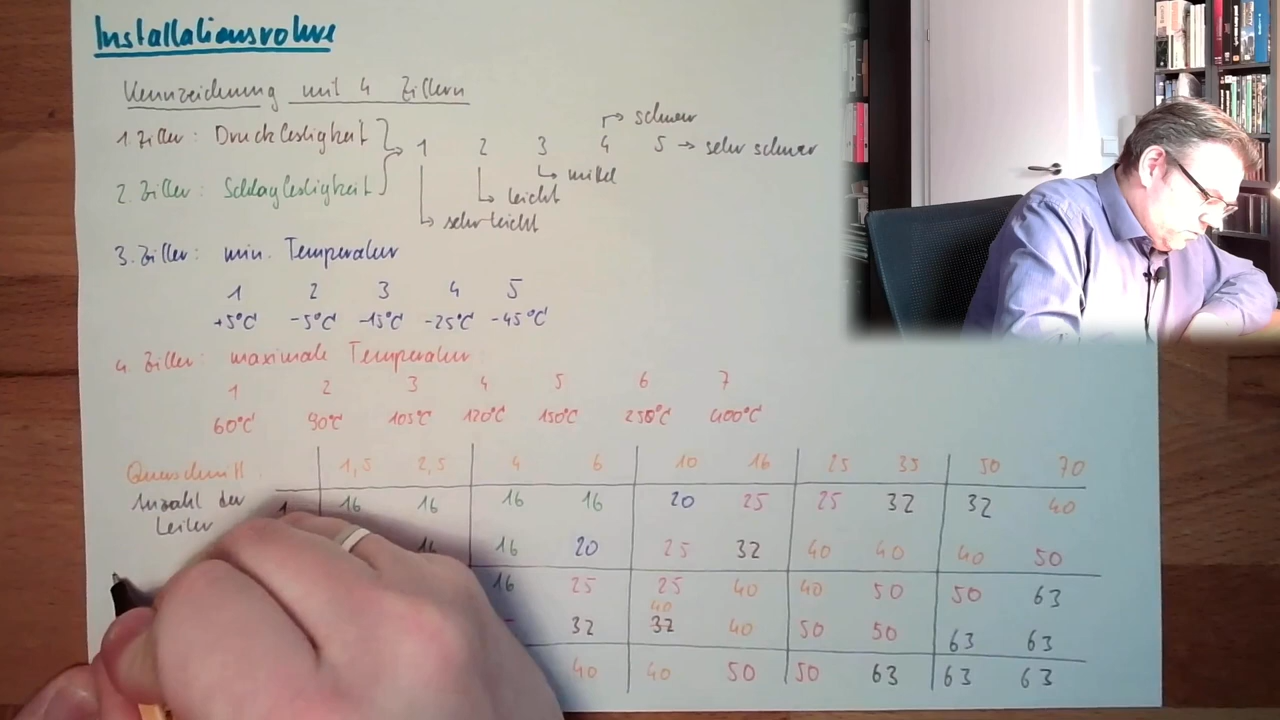 Installationsrohre
Kennzeichnung mit 4 Ziffern
1 Ziffer: Druckfestigkeit
2. Ziffer: Schlagfestigkeit
1 2 3 4 5 → sehr schwer
schwer
mittel
leicht
sehr leicht
3. Ziffer: min. Temperatur
1 2 3 4 5
+5°C -5°C -15°C -25°C -45°C
4. Ziffer: maximale Temperatur
1 2 3 4 5 6 7
60°C 90°C 105°C 120°C 150°C 250°C 400°C
Querschnitt 1,5 2,5 4 6 10 16 25 35 50 70
Anzahl der 1 16 16 16 16 20 25 25 32 32 40
Leiter
16 16 20 25 32 40 40 40 50
16 25 25 40 40 50 50 63
40
32 32 40 50 50 63 63
40 40 50 50 63 63 63